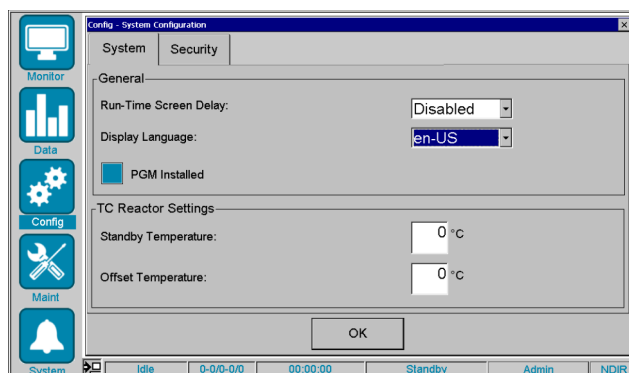 Config - System Configuration
System Security
Monitor
General
Run-Time Screen Delay: Disabled
Display Language: en-US
Data
PGM Installed
TC Reactor Settings
Config
Standby Temperature: 0 °C
Offset Temperature: 0 °C
Maint
OK
System
Idle 0-0/0-0/0 00:00:00 Standby Admin NDIR